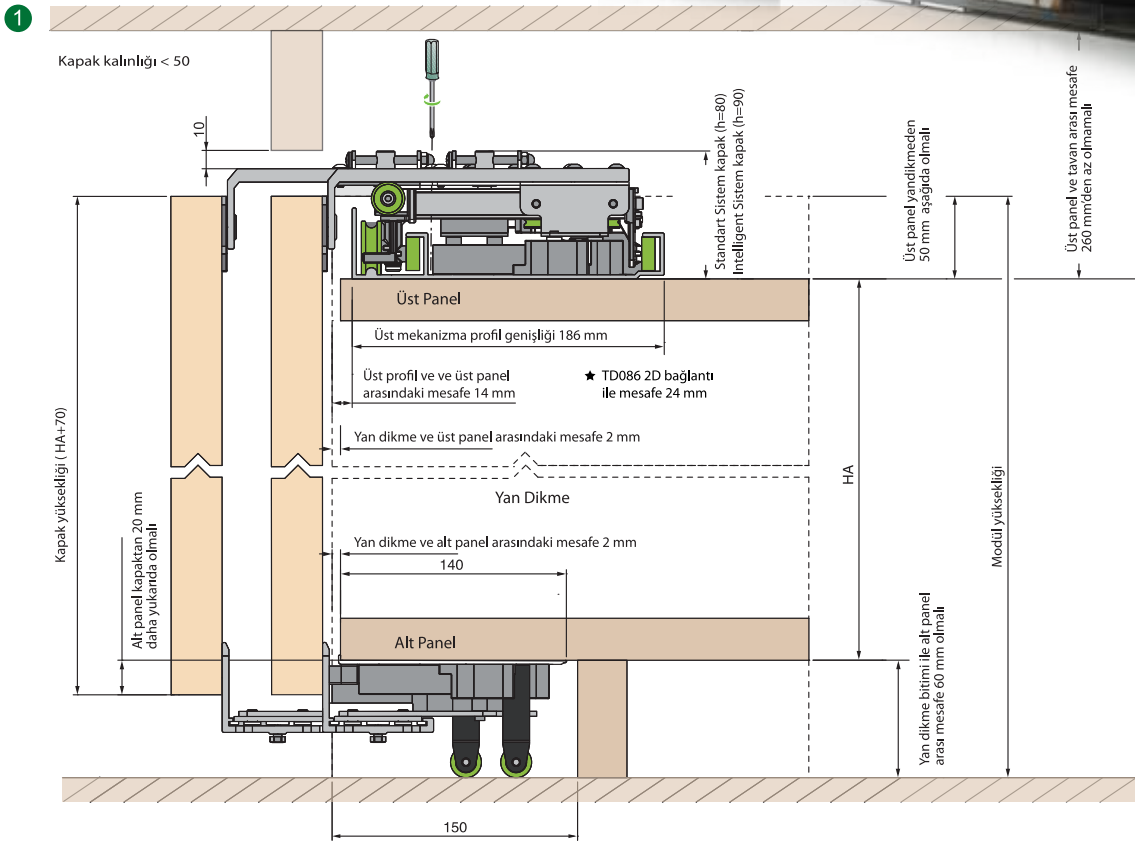 1
Kapak kalınlığı < 50
10
Standart Sistem kapak (h=80)
Intelligent Sistem kapak (h=90)
Üst panel yandikmeden
50 mm aşağıda olmalı
Üst panel ve tavan arası mesafe
260 mm'den az olmamalı
Üst Panel
Üst mekanizma profil genişliği 186 mm
Üst profil ve ve üst panel
arasındaki mesafe 14 mm
★ TD086 2D bağlantı
ile mesafe 24 mm
Yan dikme ve üst panel arasındaki mesafe 2 mm
Kapak yüksekliği ( HA+70)
Yan Dikme
HA
Modül yüksekliği
Alt panel kapaktan 20 mm
daha yukarıda olmalı
Yan dikme ve alt panel arasındaki mesafe 2 mm
140
Alt Panel
Yan dikme bitimi ile alt panel
arası mesafe 60 mm olmalı
150